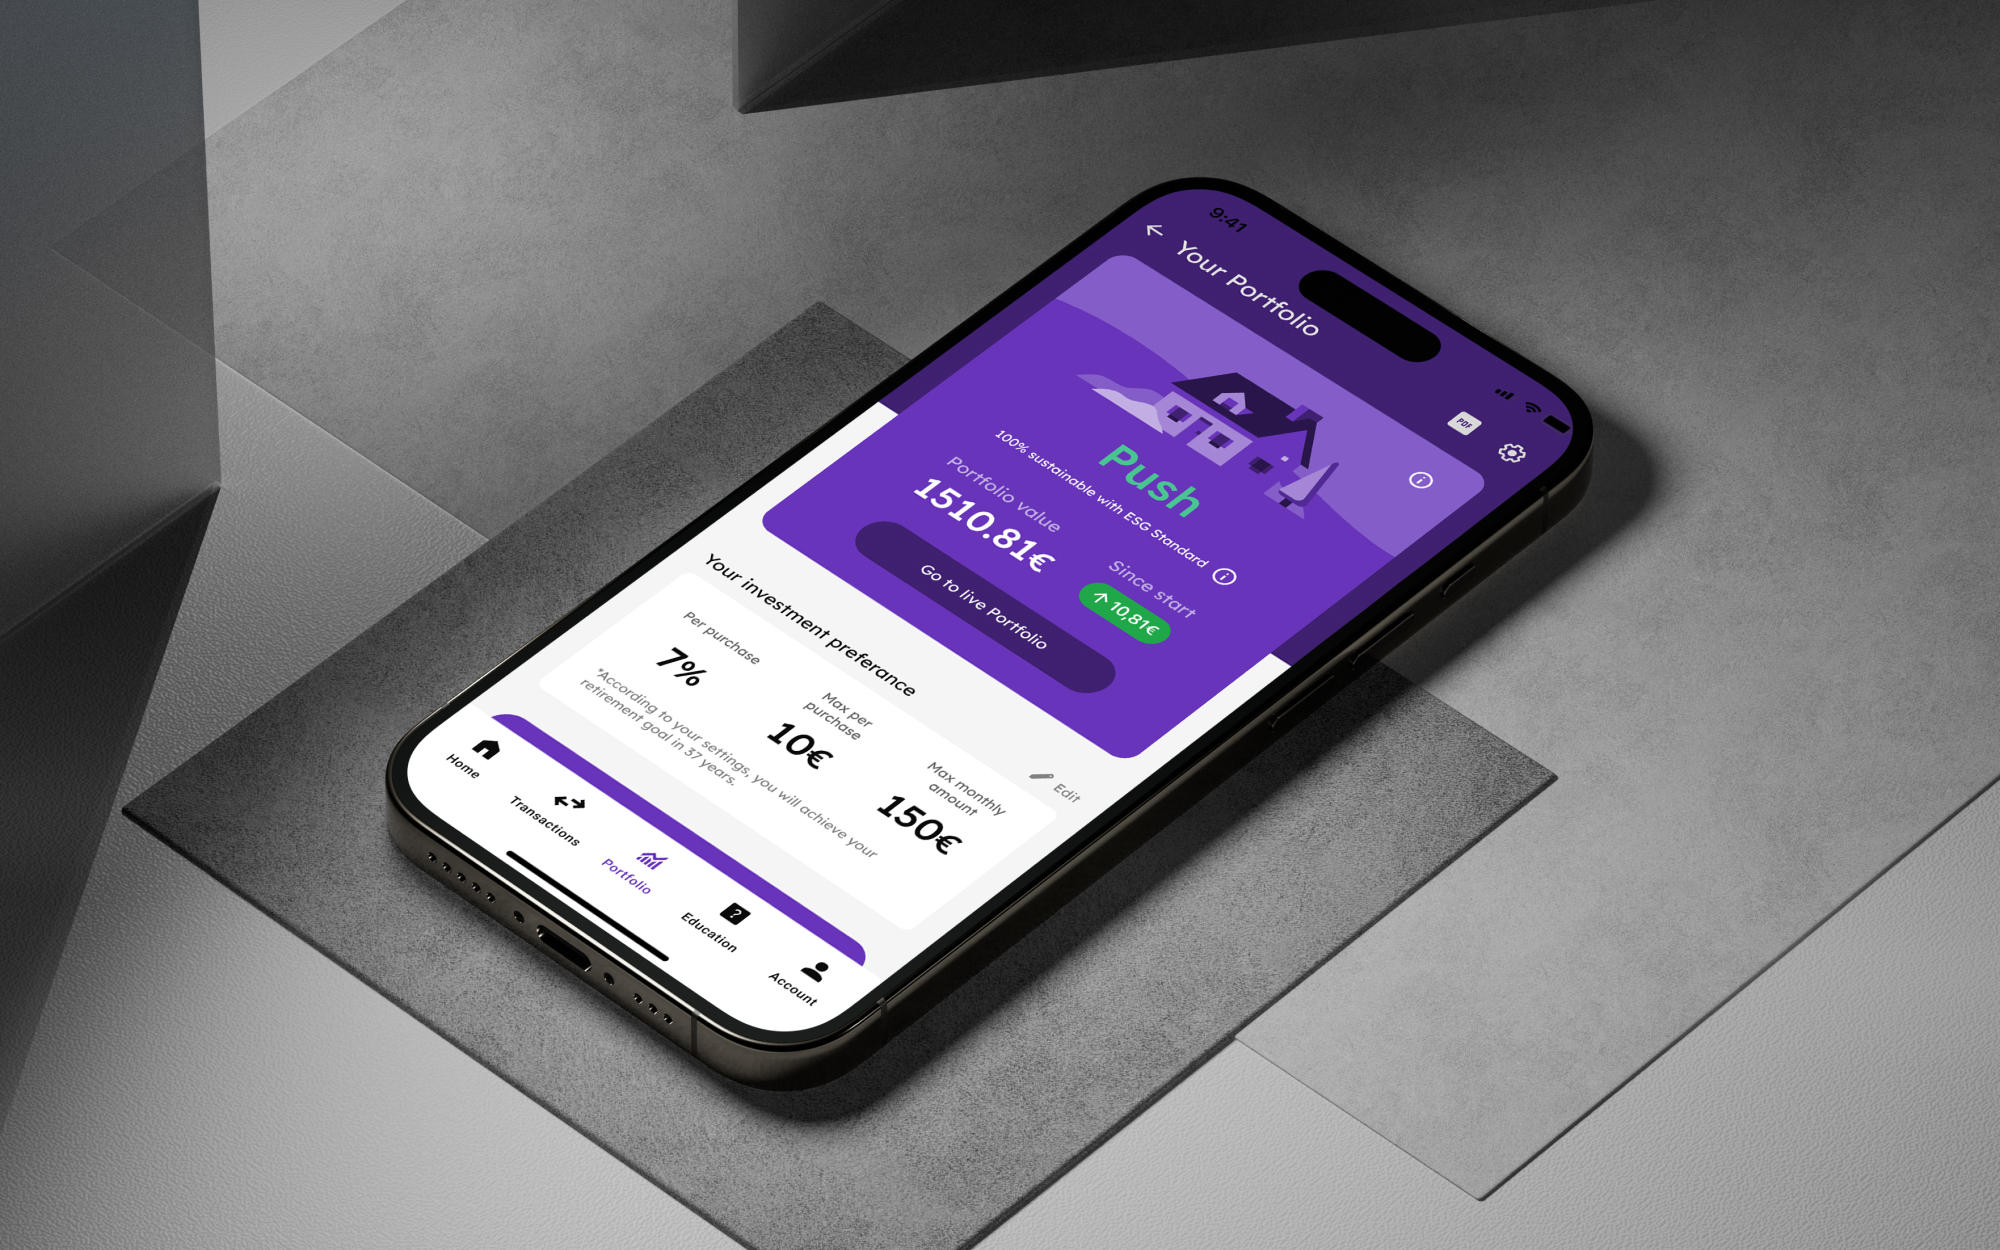 9:41
Your Portfolio
PDF
Push
100% sustainable with ESG Standard
Portfolio value
1510.81€
Since start
10,81€
Go to live Portfolio
Your investment preferance
Edit
Per purchase
7%
Max per
purchase
10€
Max monthly
amount
150€
*According to your settings, you will achieve your
retirement goal in 37 years.
Home
Transactions
Portfolio
Education
Account